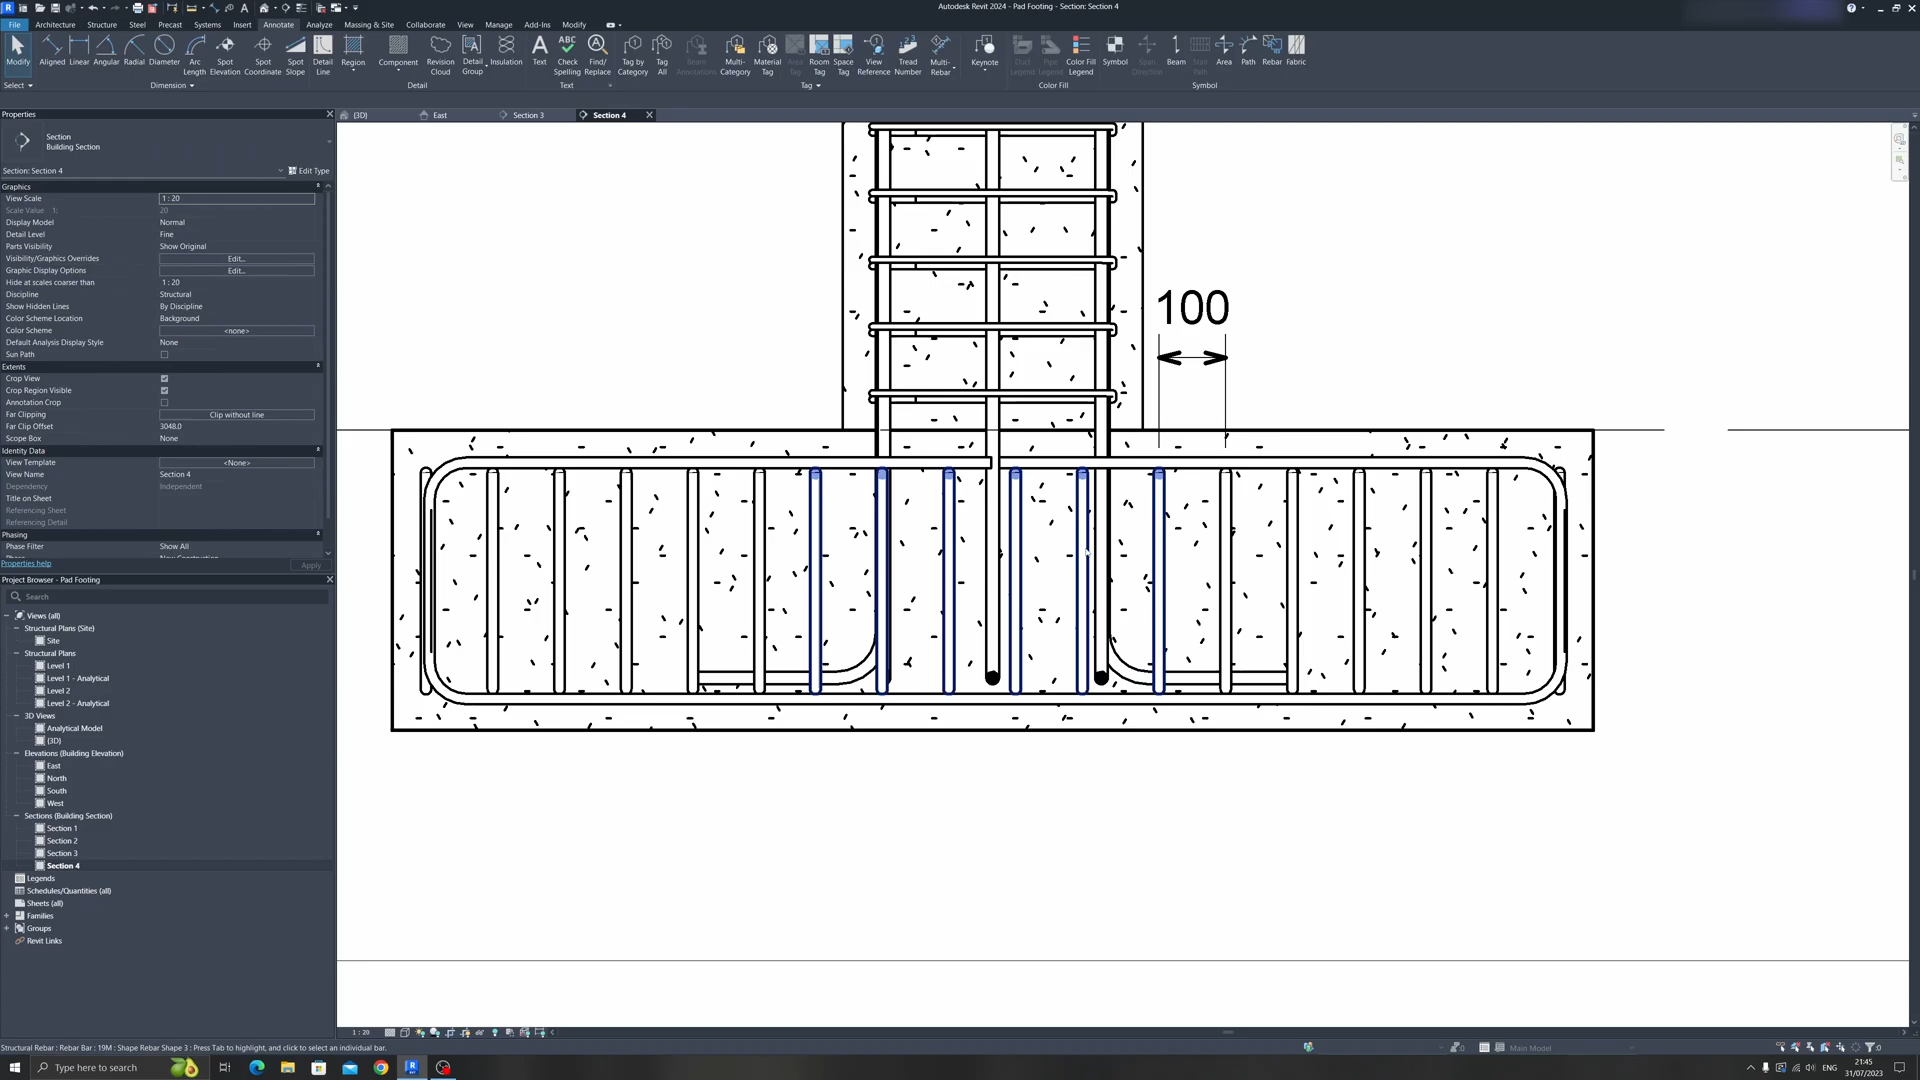 Autodesk Revit 2024 - Pad Footing - Section: Section 4
File Architecture Structure Steel Precast Systems Insert Annotate Analyze Massing & Site Collaborate View Manage Add-Ins Modify
Modify Aligned Linear Angular Radial Diameter Arc Length Spot Elevation Spot Coordinate Spot Slope Detail Line Region Component Revision Cloud Detail Group Insulation Text Check Spelling Find/ Replace Tag by Category Tag All Beam Annotations Multi- Category Material Tag Area Tag Room Tag Space Tag View Reference Tread Number Multi- Rebar Keynote Duct Legend Pipe Legend Color Fill Legend Symbol Span Direction Beam Stair Path Area Path Rebar Fabric
Select Dimension Detail Text Tag Color Fill Symbol
Properties
{3D} East Section 3 Section 4
Section
Building Section
Section: Section 4 Edit Type
Graphics
View Scale 1 : 20
Scale Value 1: 20
Display Model Normal
Detail Level Fine
Parts Visibility Show Original
Visibility/Graphics Overrides Edit...
Graphic Display Options Edit...
Hide at scales coarser than 1 : 20
Discipline Structural
Show Hidden Lines By Discipline
Color Scheme Location Background
Color Scheme <none>
Default Analysis Display Style None
Sun Path
Extents
Crop View
Crop Region Visible
Annotation Crop
Far Clipping Clip without line
Far Clip Offset 3048.0
Scope Box None
Identity Data
View Template <None>
View Name Section 4
Dependency Independent
Title on Sheet
Referencing Sheet
Referencing Detail
Phasing
Phase Filter Show All
Properties help Apply
Project Browser - Pad Footing
Search
Views (all)
Structural Plans (Site)
Site
Structural Plans
Level 1
Level 1 - Analytical
Level 2
Level 2 - Analytical
3D Views
Analytical Model
{3D}
Elevations (Building Elevation)
East
North
South
West
Sections (Building Section)
Section 1
Section 2
Section 3
Section 4
Legends
Schedules/Quantities (all)
Sheets (all)
Families
Groups
Revit Links
100
1 : 20
Structural Rebar : Rebar Bar : 19M : Shape Rebar Shape 3 : Press Tab to highlight, and click to select an individual bar.
:0 Main Model :0
Type here to search
ENG
21:45
31/07/2023